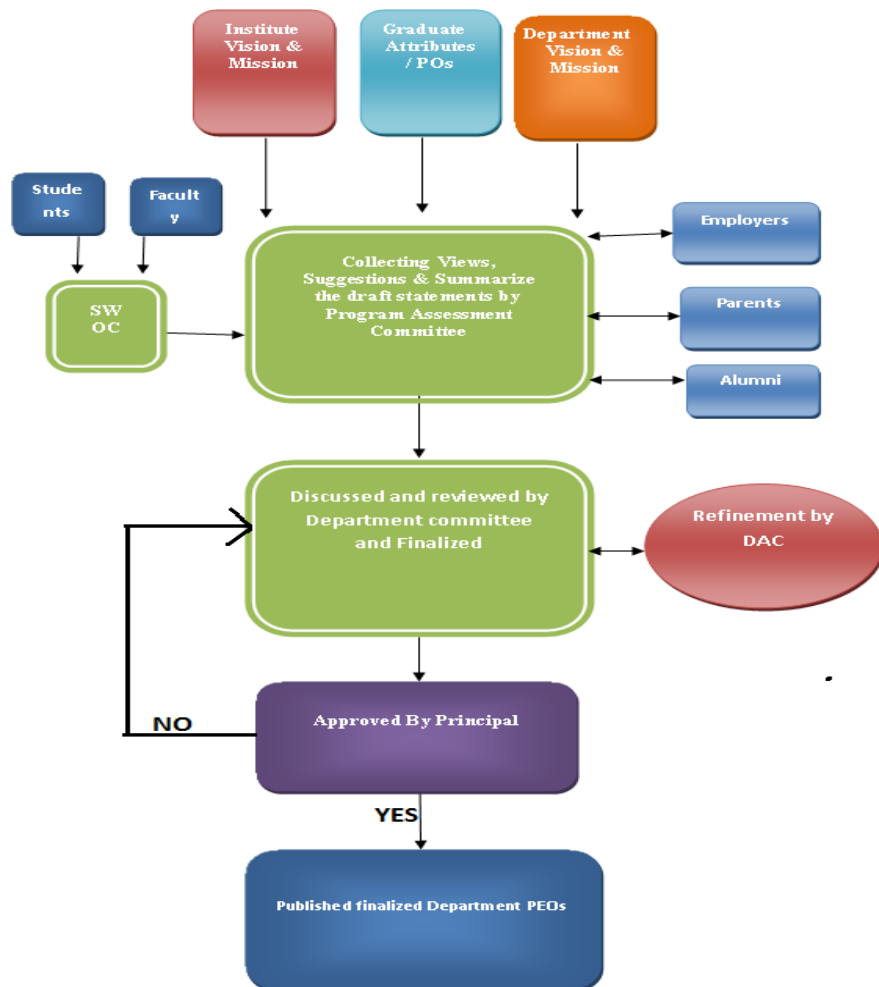 Institute
Vision &
Mission
Graduate
Attributes
/ POs
Department
Vision &
Mission
Stude
nts
Facult
y
Employers
Collecting Views,
Suggestions & Summarize
the draft statements by
Program Assessment
Committee
SW
OC
Parents
Alumni
Discussed and reviewed by
Department committee
and Finalized
Refinement by
DAC
NO
Approved By Principal
YES
Published finalized Department PEOs